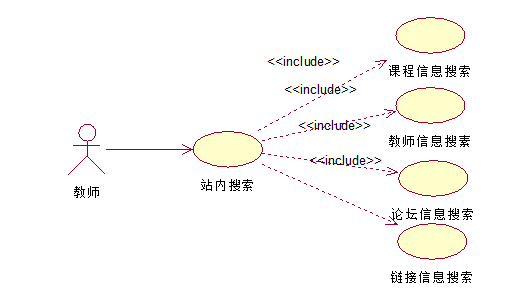 <<include>>
课程信息搜索
<<include>>
<<include>>
教师信息搜索
<<include>>
教师
站内搜索
论坛信息搜索
链接信息搜索